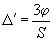 Δ' = 3φ / S